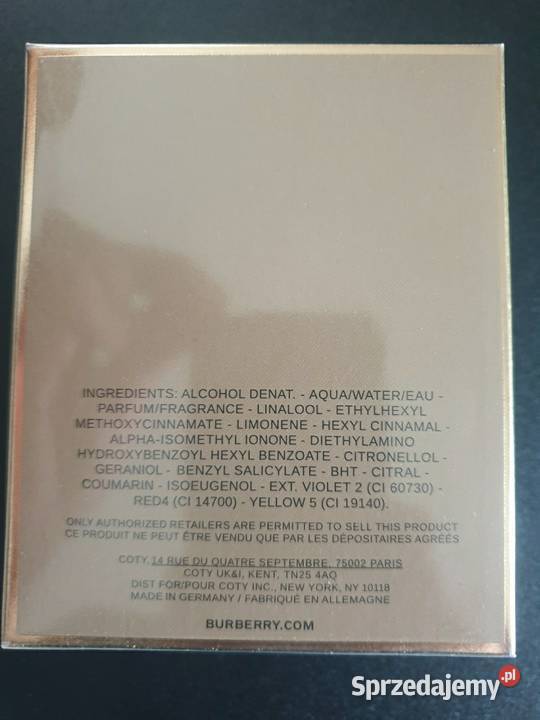 INGREDIENTS: ALCOHOL DENAT. - AQUA/WATER/EAU -
PARFUM/FRAGRANCE - LINALOOL - ETHYLHEXYL
METHOXYCINNAMATE - LIMONENE - HEXYL CINNAMAL -
ALPHA-ISOMETHYL IONONE - DIETHYLAMINO
HYDROXYBENZOYL HEXYL BENZOATE - CITRONELLOL -
GERANIOL - BENZYL SALICYLATE - BHT - CITRAL -
COUMARIN - ISOEUGENOL - EXT. VIOLET 2 (CI 60730) -
RED4 (CI 14700) - YELLOW 5 (CI 19140).
ONLY AUTHORIZED RETAILERS ARE PERMITTED TO SELL THIS PRODUCT
CE PRODUIT NE PEUT ÊTRE VENDU QUE PAR LES DÉPOSITAIRES AGRÉÉS
COTY, 14 RUE DU QUATRE SEPTEMBRE, 75002 PARIS
COTY UK&I, KENT, TN25 4AQ
DIST FOR/POUR COTY INC., NEW YORK, NY 10118
MADE IN GERMANY / FABRIQUÉ EN ALLEMAGNE
BURBERRY.COM
Sprzedajemy.pl